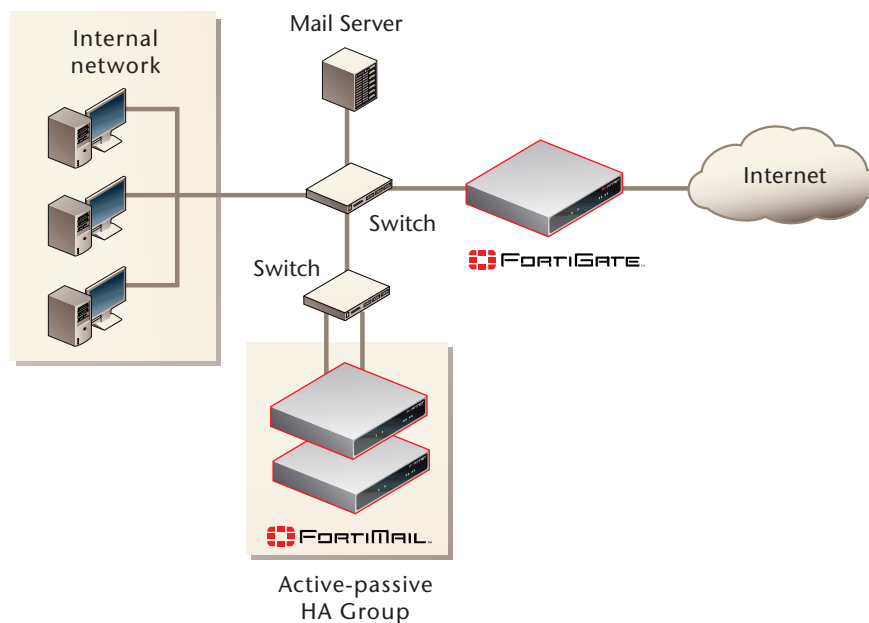 Internal
network
Mail Server
Internet
Switch
Switch
FORTIGATE
FORTIMAIL
Active-passive
HA Group